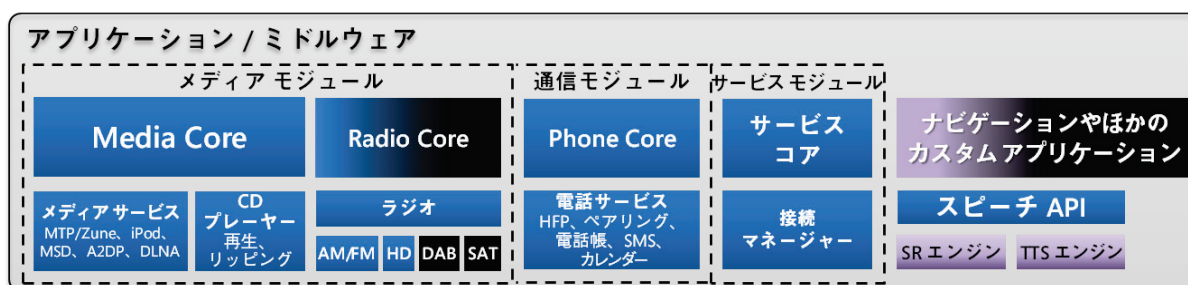 アプリケーション / ミドルウェア
メディア モジュール
Media Core
Radio Core
メディア サービス
MTP/Zune、iPod、
MSD、A2DP、DLNA
CD
プレーヤー
再生、
リッピング
ラジオ
AM/FM
HD
DAB
SAT
通信モジュール
Phone Core
電話サービス
HFP、ペアリング、
電話帳、SMS、
カレンダー
サービス モジュール
サービス
コア
接続
マネージャー
ナビゲーションやほかの
カスタム アプリケーション
スピーチ API
SR エンジン
TTS エンジン